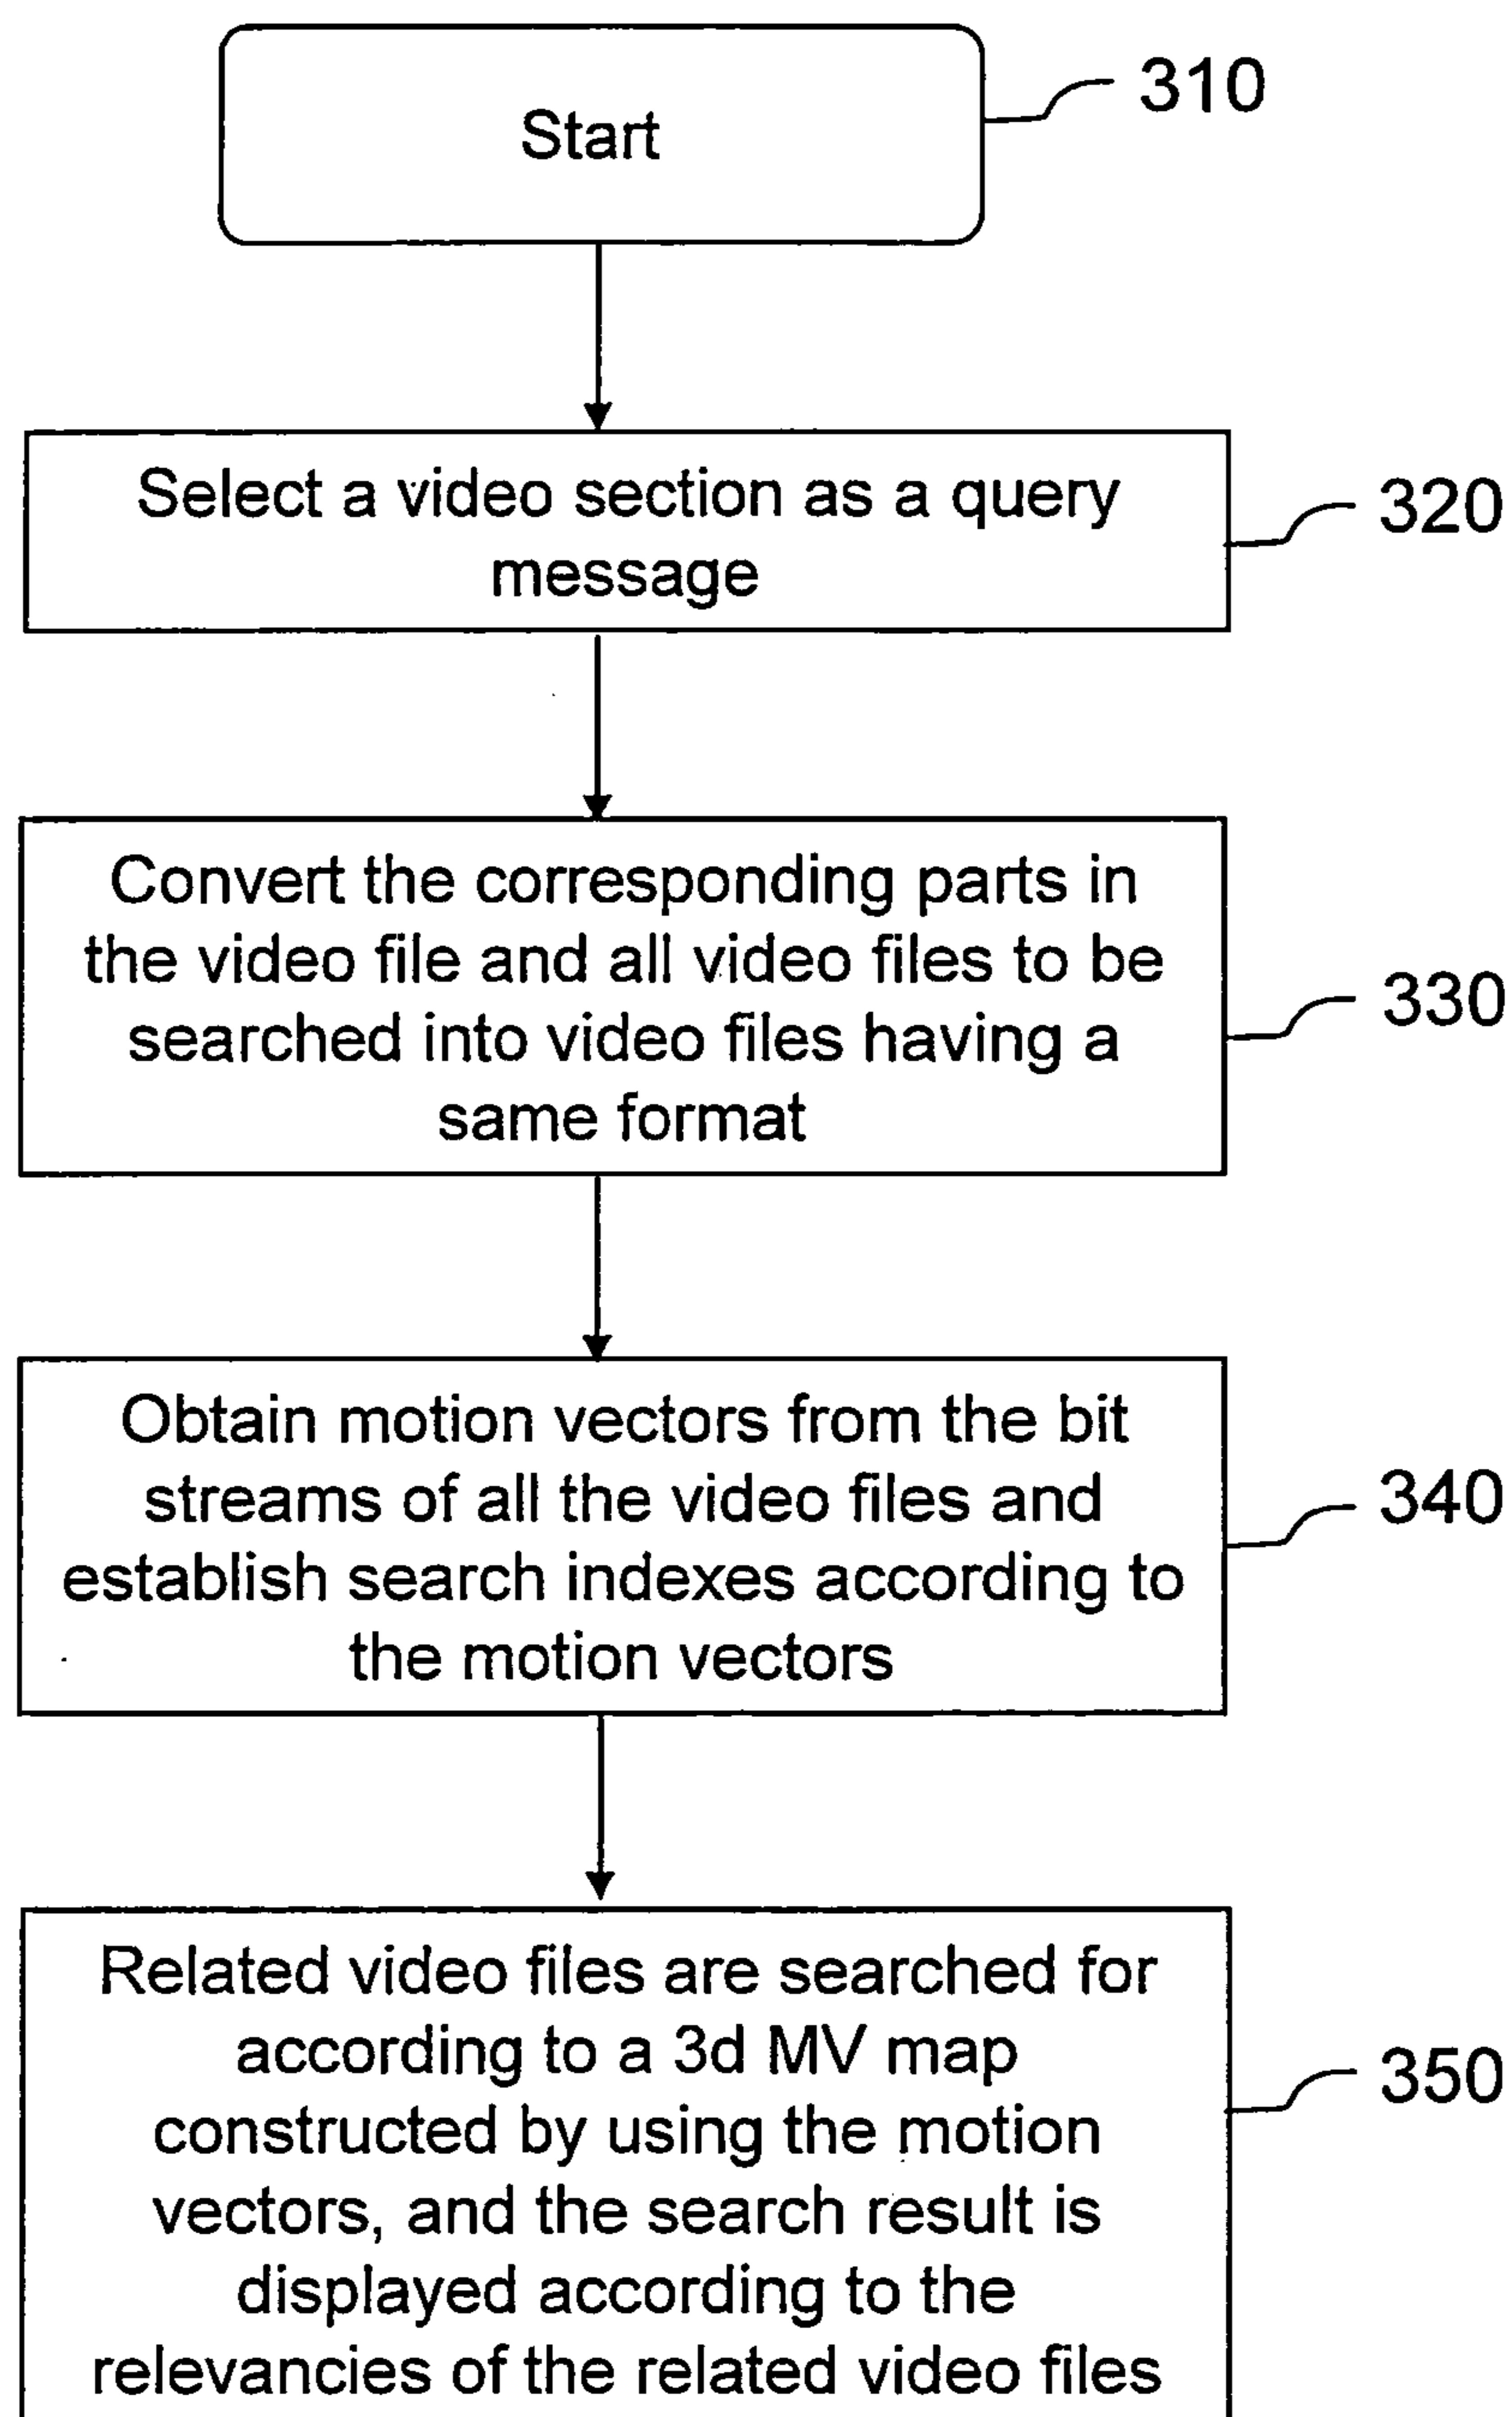 Start
310
Select a video section as a query
message
320
Convert the corresponding parts in
the video file and all video files to be
searched into video files having a
same format
330
Obtain motion vectors from the bit
streams of all the video files and
establish search indexes according to
the motion vectors
340
Related video files are searched for
according to a 3d MV map
constructed by using the motion
vectors, and the search result is
displayed according to the
relevancies of the related video files
350